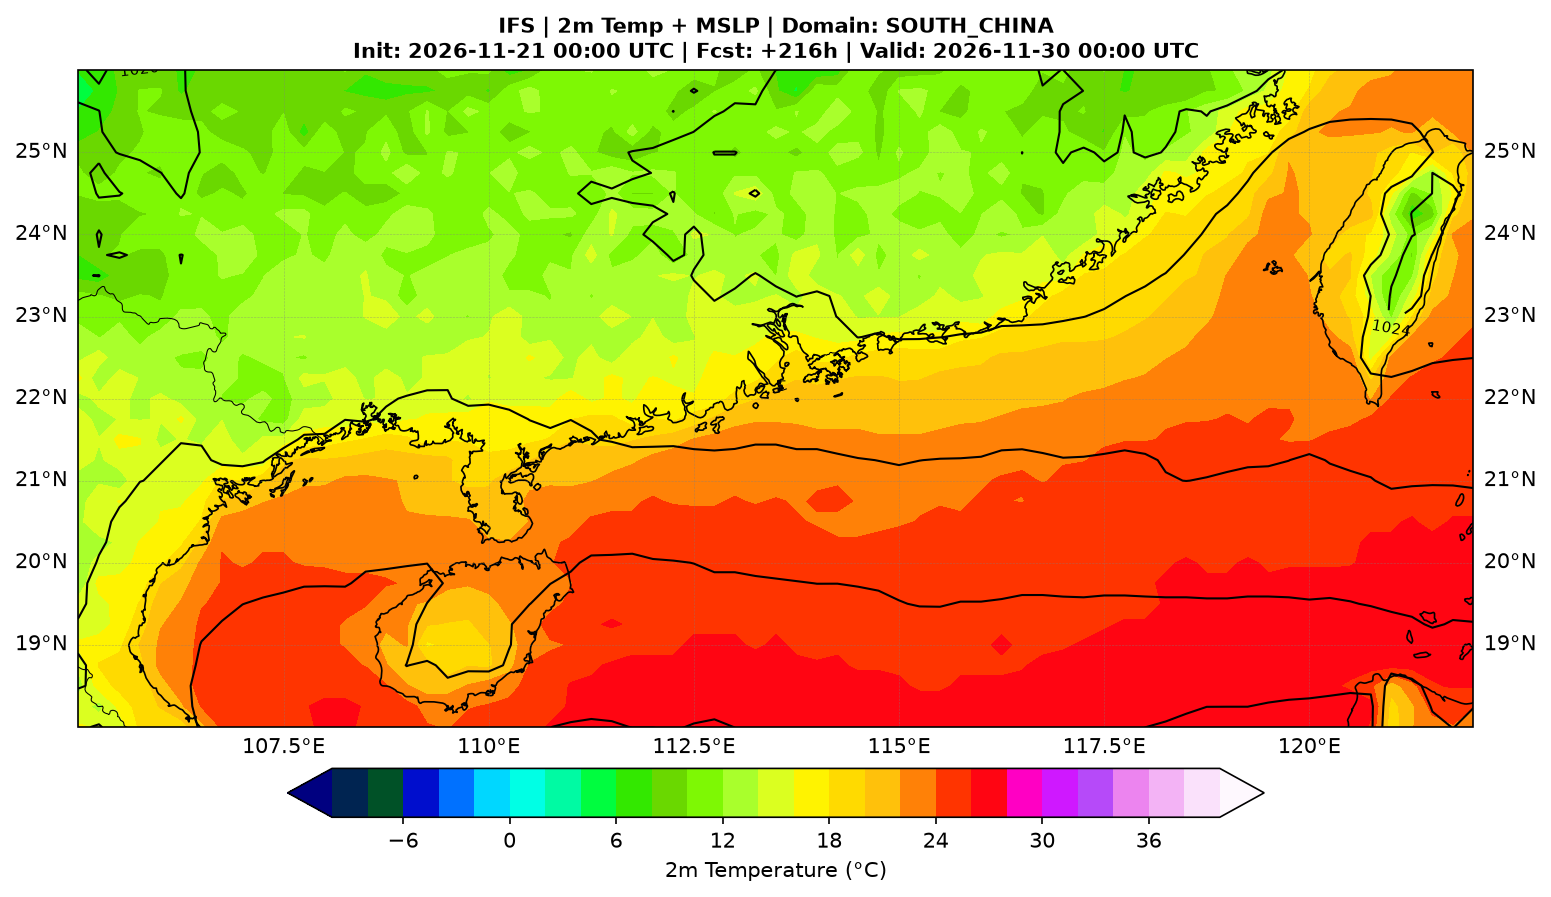 IFS | 2m Temp + MSLP | Domain: SOUTH_CHINA
Init: 2026-11-21 00:00 UTC | Fcst: +216h | Valid: 2026-11-30 00:00 UTC
25°N 25°N
24°N 24°N
23°N 23°N
1024
22°N 22°N
21°N 21°N
20°N 20°N
19°N 19°N
107.5°E 110°E 112.5°E 115°E 117.5°E 120°E
−6 0 6 12 18 24 30 36
2m Temperature (°C)